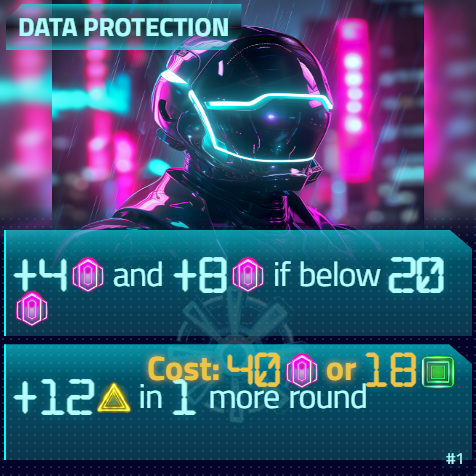 DATA PROTECTION
+4 and +8 if below 20
Cost: 40 or 18
+12 in 1 more round
#1